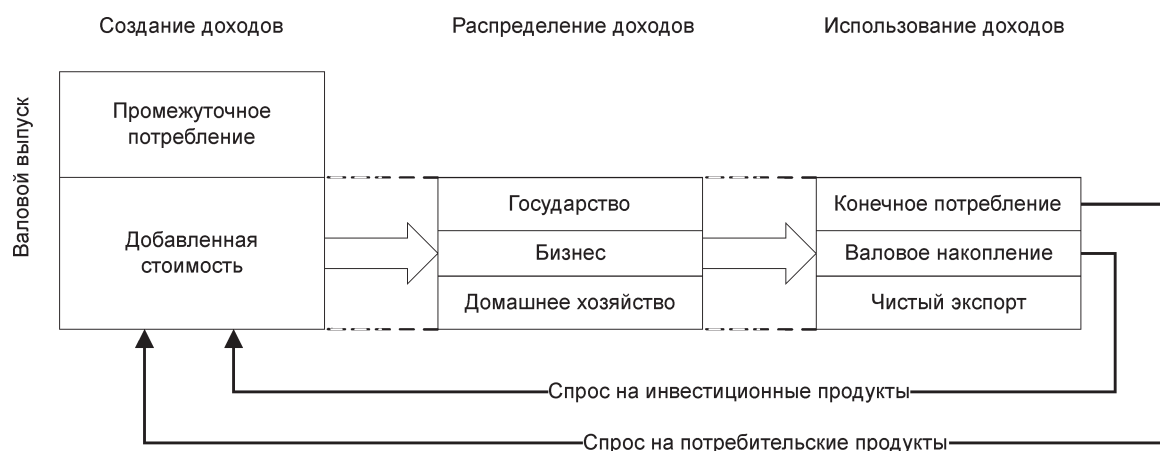 Создание доходов
Распределение доходов
Использование доходов
Валовой выпуск
Промежуточное
потребление
Добавленная
стоимость
Государство
Бизнес
Домашнее хозяйство
Конечное потребление
Валовое накопление
Чистый экспорт
Спрос на инвестиционные продукты
Спрос на потребительские продукты